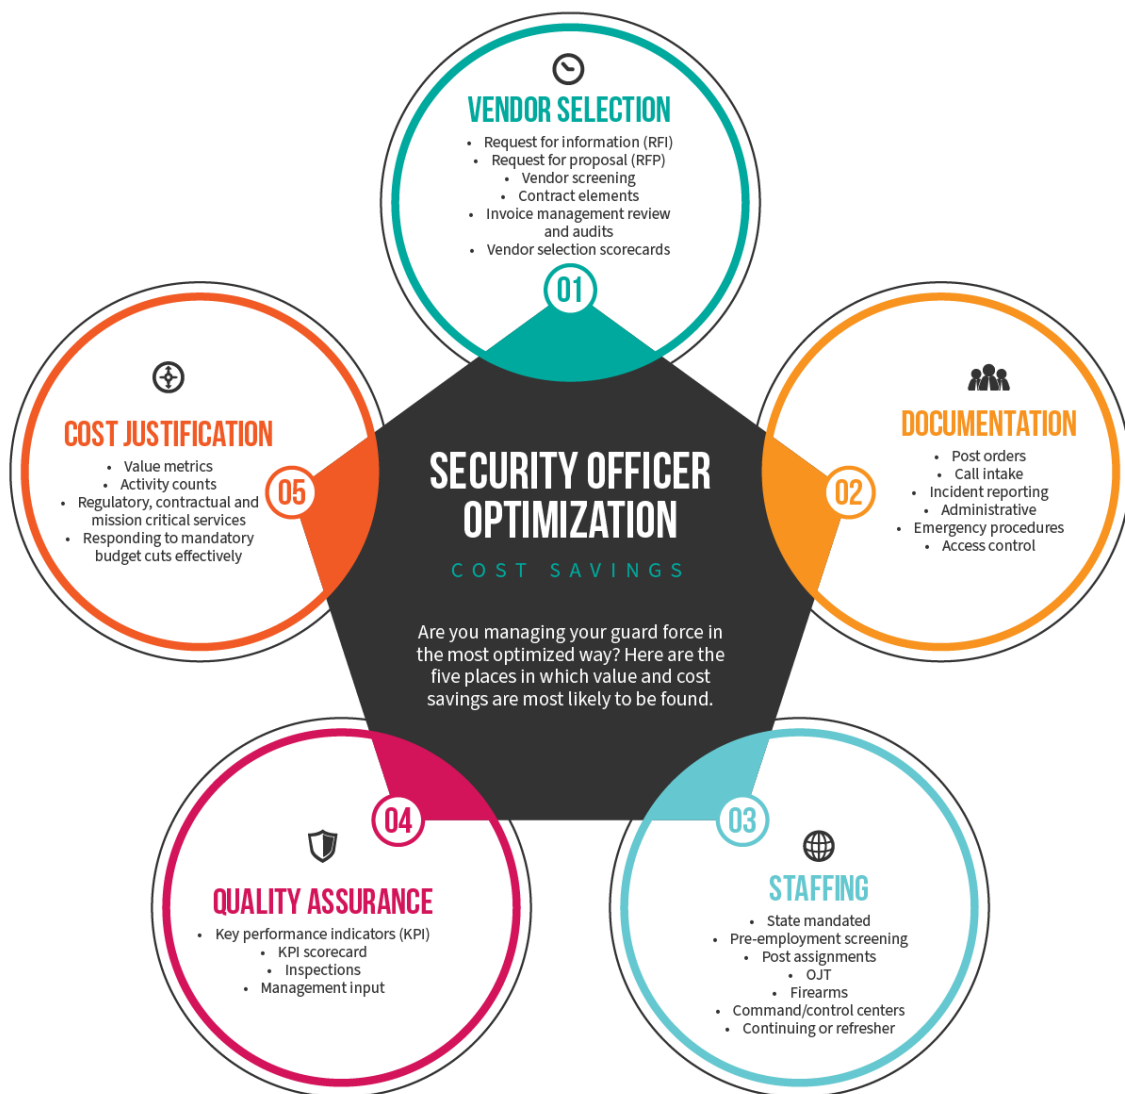 VENDOR SELECTION
• Request for information (RFI)
• Request for proposal (RFP)
• Vendor screening
• Contract elements
• Invoice management review
and audits
• Vendor selection scorecards
01
DOCUMENTATION
• Post orders
• Call intake
• Incident reporting
• Administrative
• Emergency procedures
• Access control
02
STAFFING
• State mandated
• Pre-employment screening
• Post assignments
• OJT
• Firearms
• Command/control centers
• Continuing or refresher
03
QUALITY ASSURANCE
• Key performance indicators (KPI)
• KPI scorecard
• Inspections
• Management input
04
COST JUSTIFICATION
• Value metrics
• Activity counts
• Regulatory, contractual and
mission critical services
• Responding to mandatory
budget cuts effectively
05
SECURITY OFFICER
OPTIMIZATION
COST SAVINGS
Are you managing your guard force in
the most optimized way? Here are the
five places in which value and cost
savings are most likely to be found.